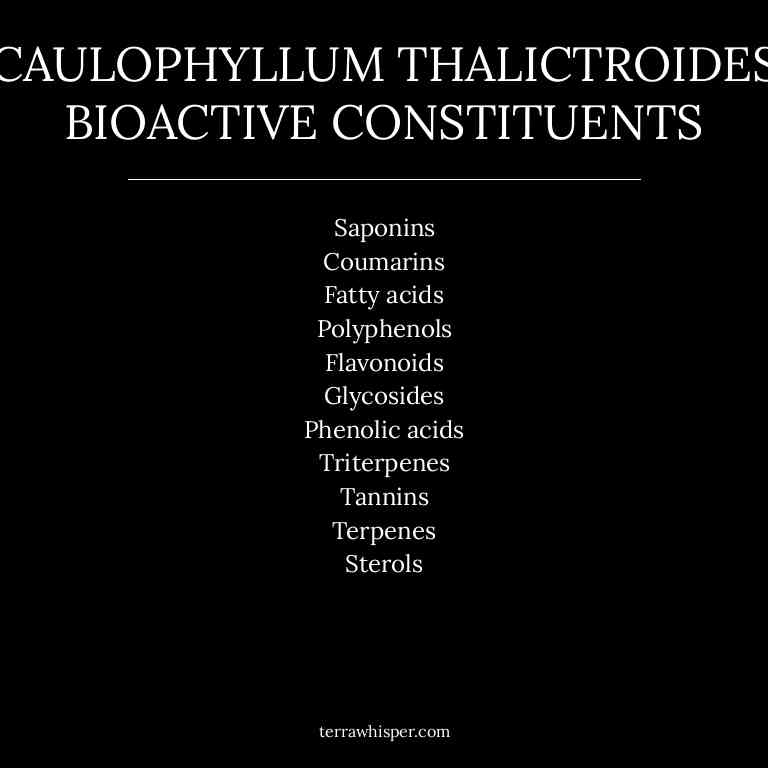 CAULOPHYLLUM THALICTROIDES
BIOACTIVE CONSTITUENTS
Saponins
Coumarins
Fatty acids
Polyphenols
Flavonoids
Glycosides
Phenolic acids
Triterpenes
Tannins
Terpenes
Sterols
terrawhisper.com